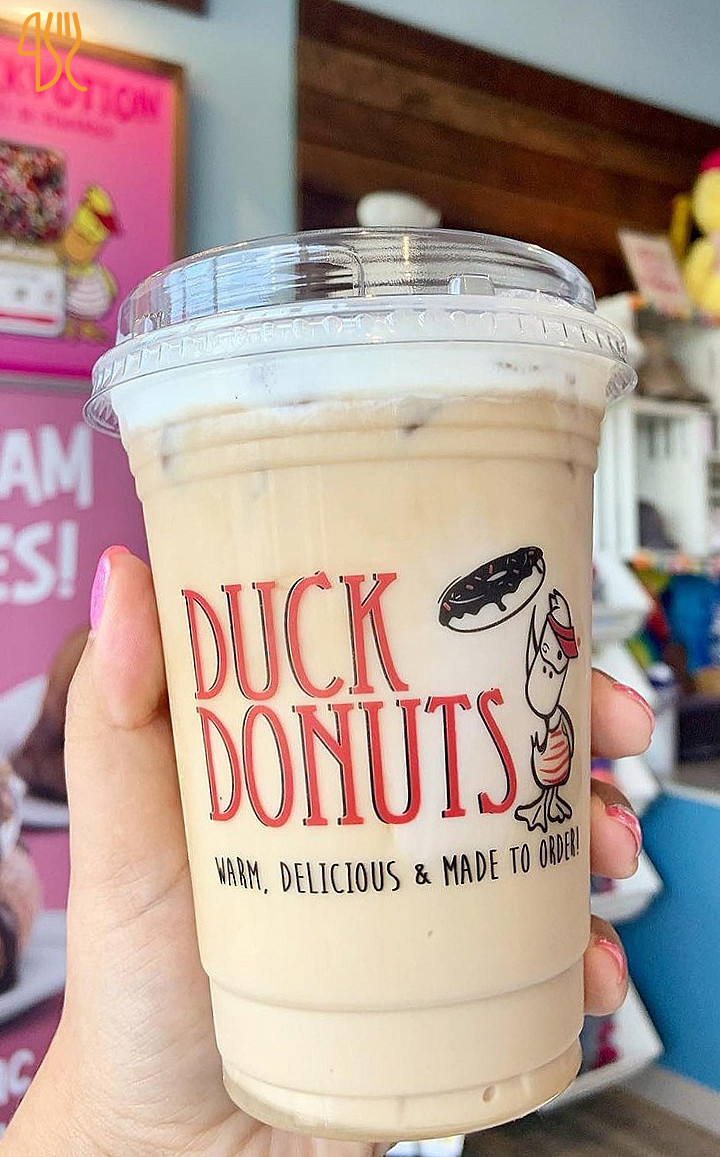 AM
ES!
DUCK
DONUTS
WARM, DELICIOUS & MADE TO ORDER!